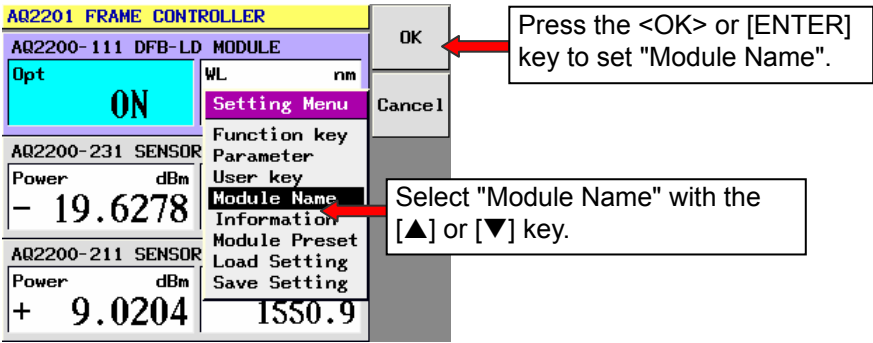 AQ2201 FRAME CONTROLLER
AQ2200-111 DFB-LD MODULE
Opt
ON
WL nm
Setting Menu
Function key
Parameter
User key
Module Name
Information
Module Preset
Load Setting
Save Setting
AQ2200-231 SENSOR
Power dBm
- 19.6278
AQ2200-211 SENSOR
Power dBm
+ 9.0204
1550.9
OK
Cancel
Press the <OK> or [ENTER]
key to set "Module Name".
Select "Module Name" with the
[▲] or [▼] key.